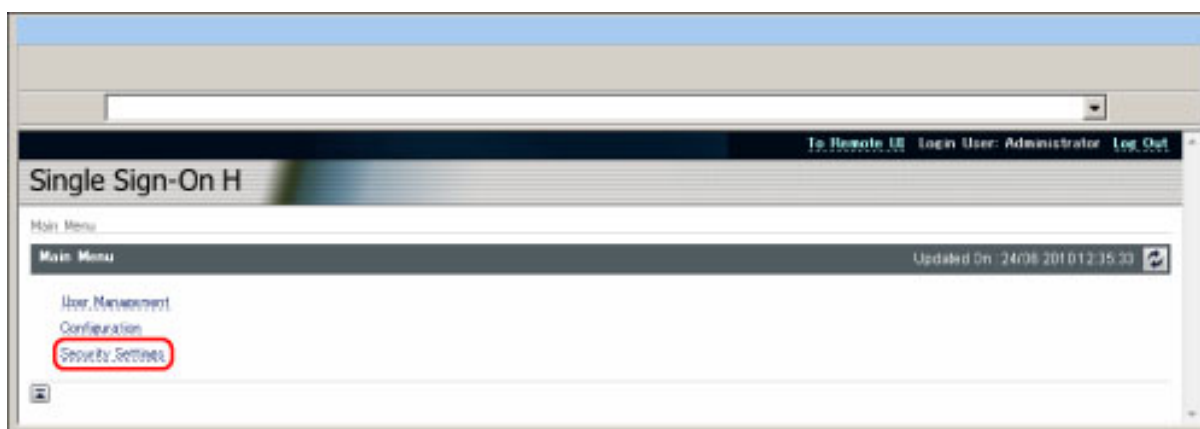 To Remote UI Login User: Administrator Log Out
Single Sign-On H
Main Menu
Main Menu Updated On : 24/08 2010 12:35:33
User Management
Configuration
Security Settings